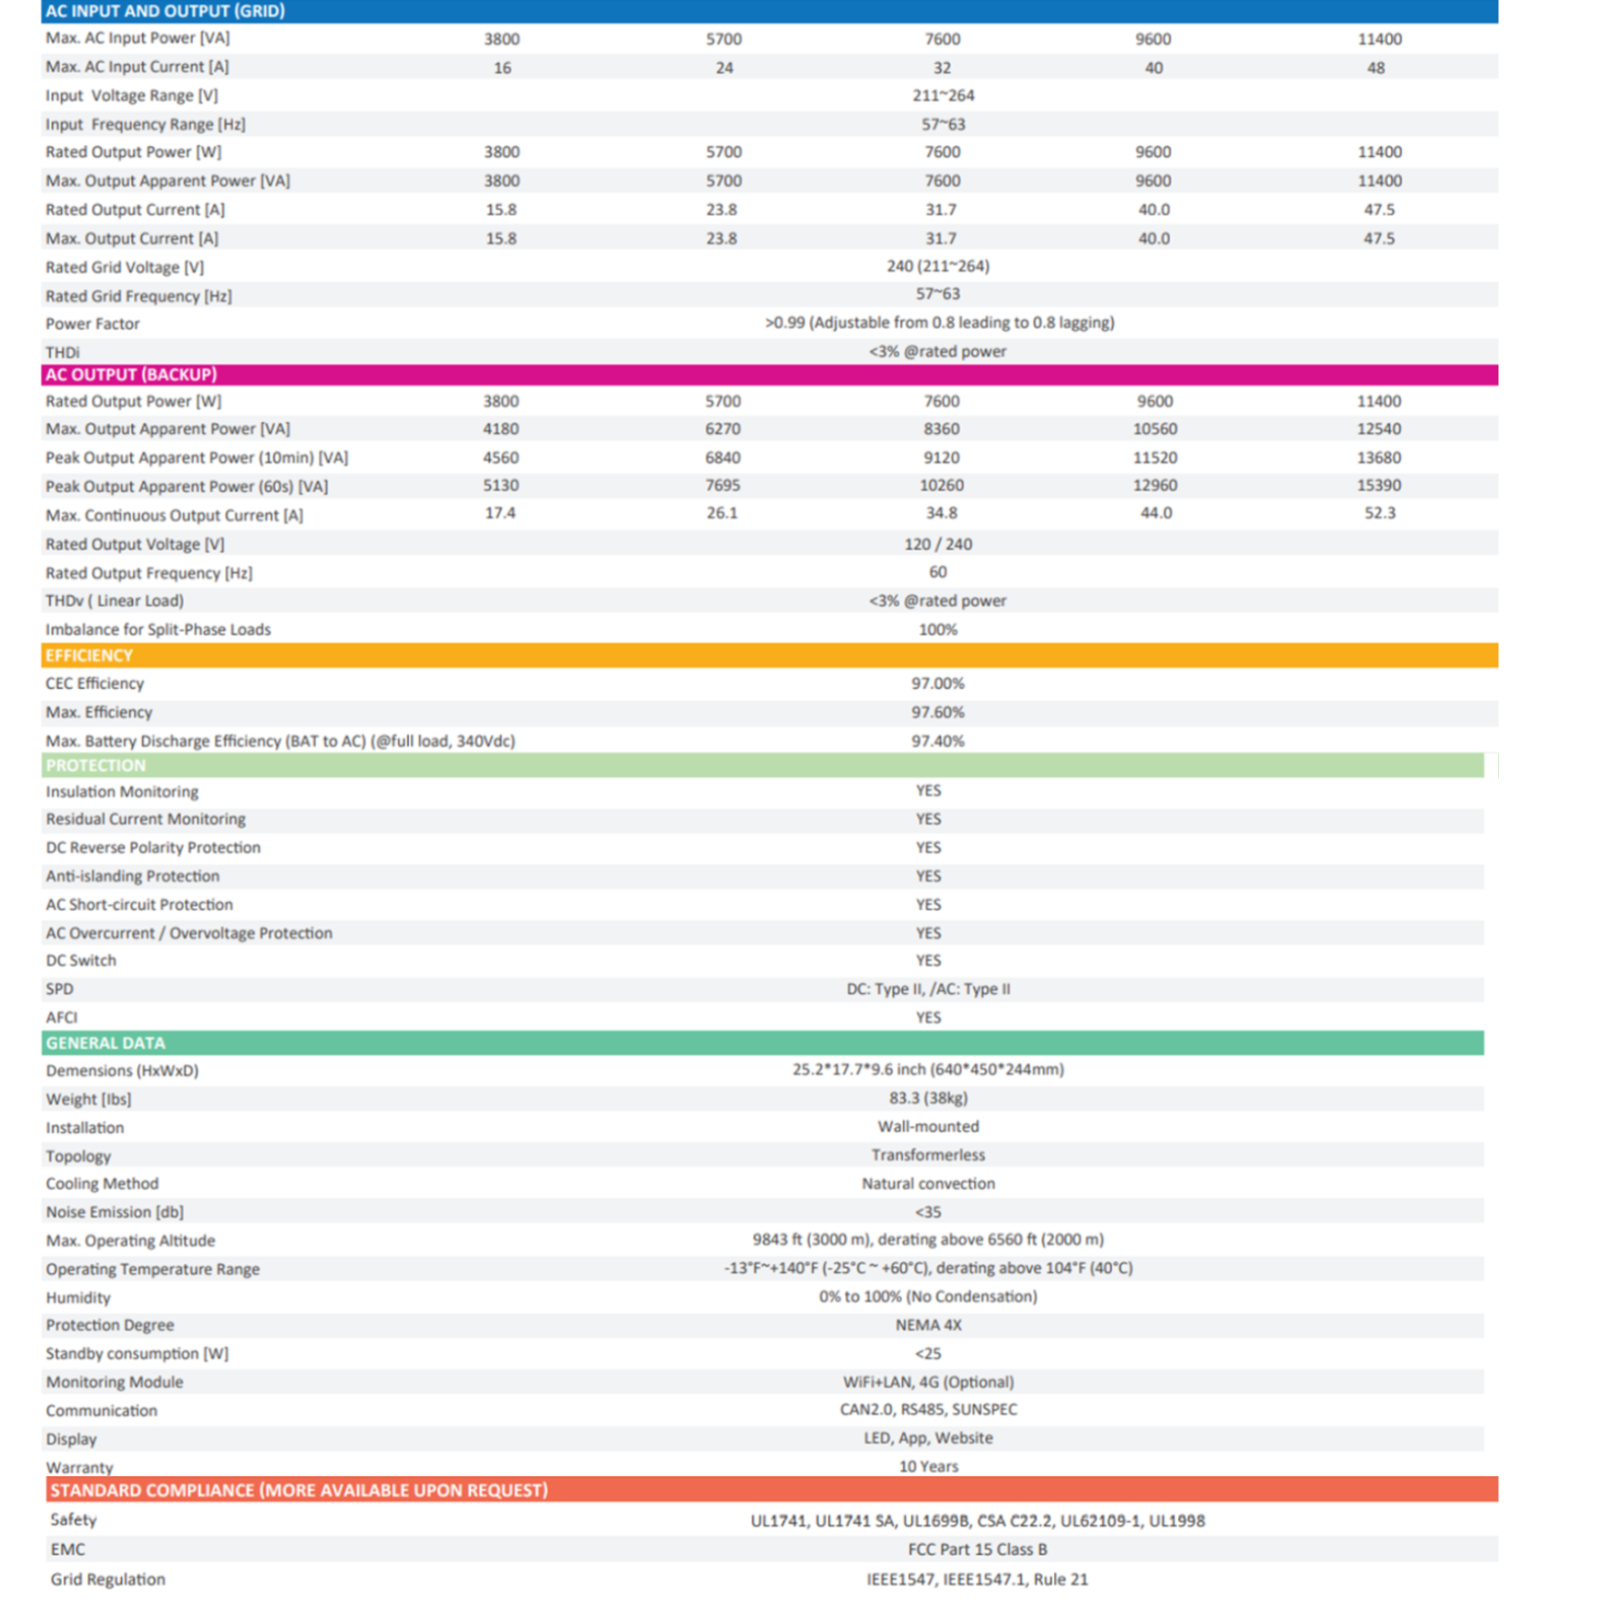 AC INPUT AND OUTPUT (GRID)
Max. AC Input Power [VA] 3800 5700 7600 9600 11400
Max. AC Input Current [A] 16 24 32 40 48
Input Voltage Range [V] 211~264
Input Frequency Range [Hz] 57~63
Rated Output Power [W] 3800 5700 7600 9600 11400
Max. Output Apparent Power [VA] 3800 5700 7600 9600 11400
Rated Output Current [A] 15.8 23.8 31.7 40.0 47.5
Max. Output Current [A] 15.8 23.8 31.7 40.0 47.5
Rated Grid Voltage [V] 240 (211~264)
Rated Grid Frequency [Hz] 57~63
Power Factor >0.99 (Adjustable from 0.8 leading to 0.8 lagging)
THDi <3% @rated power
AC OUTPUT (BACKUP)
Rated Output Power [W] 3800 5700 7600 9600 11400
Max. Output Apparent Power [VA] 4180 6270 8360 10560 12540
Peak Output Apparent Power (10min) [VA] 4560 6840 9120 11520 13680
Peak Output Apparent Power (60s) [VA] 5130 7695 10260 12960 15390
Max. Continuous Output Current [A] 17.4 26.1 34.8 44.0 52.3
Rated Output Voltage [V] 120 / 240
Rated Output Frequency [Hz] 60
THDv ( Linear Load) <3% @rated power
Imbalance for Split-Phase Loads 100%
EFFICIENCY
CEC Efficiency 97.00%
Max. Efficiency 97.60%
Max. Battery Discharge Efficiency (BAT to AC) (@full load, 340Vdc) 97.40%
PROTECTION
Insulation Monitoring YES
Residual Current Monitoring YES
DC Reverse Polarity Protection YES
Anti-islanding Protection YES
AC Short-circuit Protection YES
AC Overcurrent / Overvoltage Protection YES
DC Switch YES
SPD DC: Type II, /AC: Type II
AFCI YES
GENERAL DATA
Demensions (HxWxD) 25.2*17.7*9.6 inch (640*450*244mm)
Weight [lbs] 83.3 (38kg)
Installation Wall-mounted
Topology Transformerless
Cooling Method Natural convection
Noise Emission [db] <35
Max. Operating Altitude 9843 ft (3000 m), derating above 6560 ft (2000 m)
Operating Temperature Range -13°F~+140°F (-25°C ~ +60°C), derating above 104°F (40°C)
Humidity 0% to 100% (No Condensation)
Protection Degree NEMA 4X
Standby consumption [W] <25
Monitoring Module WiFi+LAN, 4G (Optional)
Communication CAN2.0, RS485, SUNSPEC
Display LED, App, Website
Warranty 10 Years
STANDARD COMPLIANCE (MORE AVAILABLE UPON REQUEST)
Safety UL1741, UL1741 SA, UL1699B, CSA C22.2, UL62109-1, UL1998
EMC FCC Part 15 Class B
Grid Regulation IEEE1547, IEEE1547.1, Rule 21